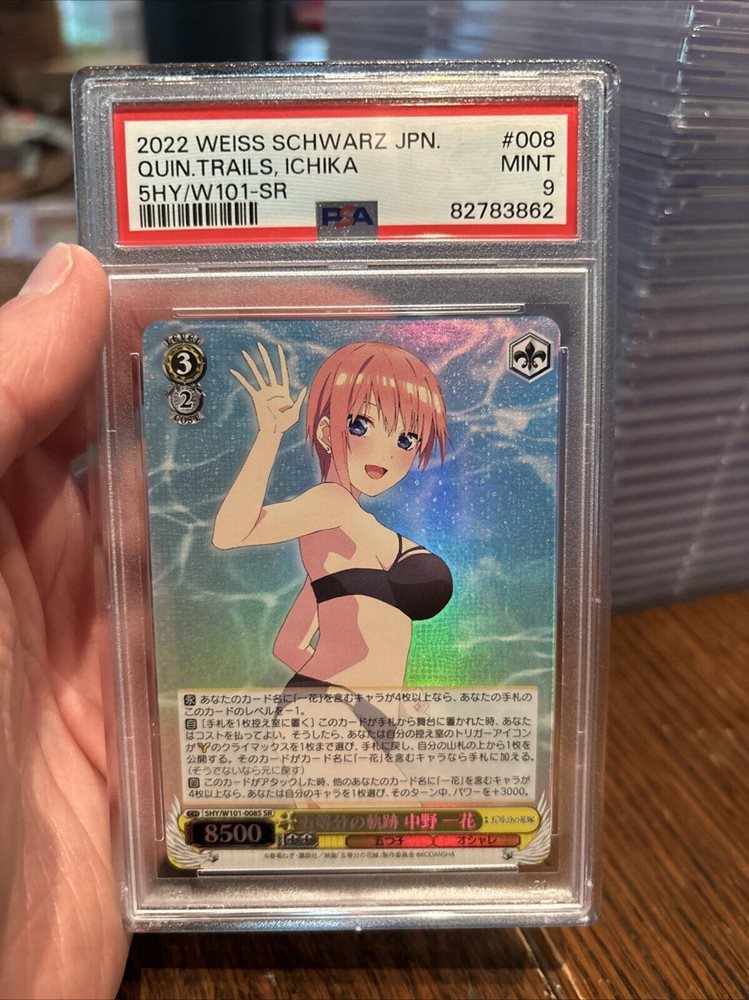 2022 WEISS SCHWARZ JPN. #008
QUIN.TRAILS, ICHIKA MINT
5HY/W101-SR 9
PSA 82783862
LEVEL
3
2
COST
永 あなたのカード名に「一花」を含むキャラが4枚以上なら、あなたの手札の
このカードのレベルを-1。
自 [手札を1枚控え室に置く] このカードが手札から舞台に置かれた時、あなた
はコストを払ってよい。そうしたら、あなたは自分の控え室のトリガーアイコン
が のクライマックスを1枚まで選び、手札に戻し、自分の山札の上から1枚を
公開する。そのカードがカード名に「一花」を含むキャラなら手札に加える。
(そうでないなら元に戻す)
自 このカードがアタックした時、他のあなたのカード名に「一花」を含むキャラが
4枚以上なら、あなたは自分のキャラを1枚選び、そのターン中、パワーを+3000。
5HY/W101-008S SR
8500
五等分の軌跡 中野 一花
五等分の花嫁
五つ子 オシャレ
©春場ねぎ・講談社/映画「五等分の花嫁」製作委員会 ©KODANSHA